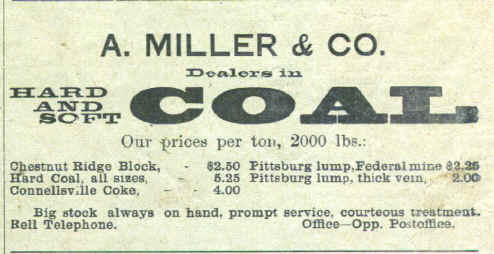 A. MILLER & CO.
Dealers in
HARD AND SOFT COAL
Our prices per ton, 2000 lbs.:
Chestnut Ridge Block, - $2.50 Pittsburg lump, Federal mine $2.25
Hard Coal, all sizes, 5.25 Pittsburg lump, thick vein, 2.00
Connellsville Coke, - 4.00
Big stock always on hand, prompt service, courteous treatment.
Bell Telephone. Office—Opp. Postoffice.